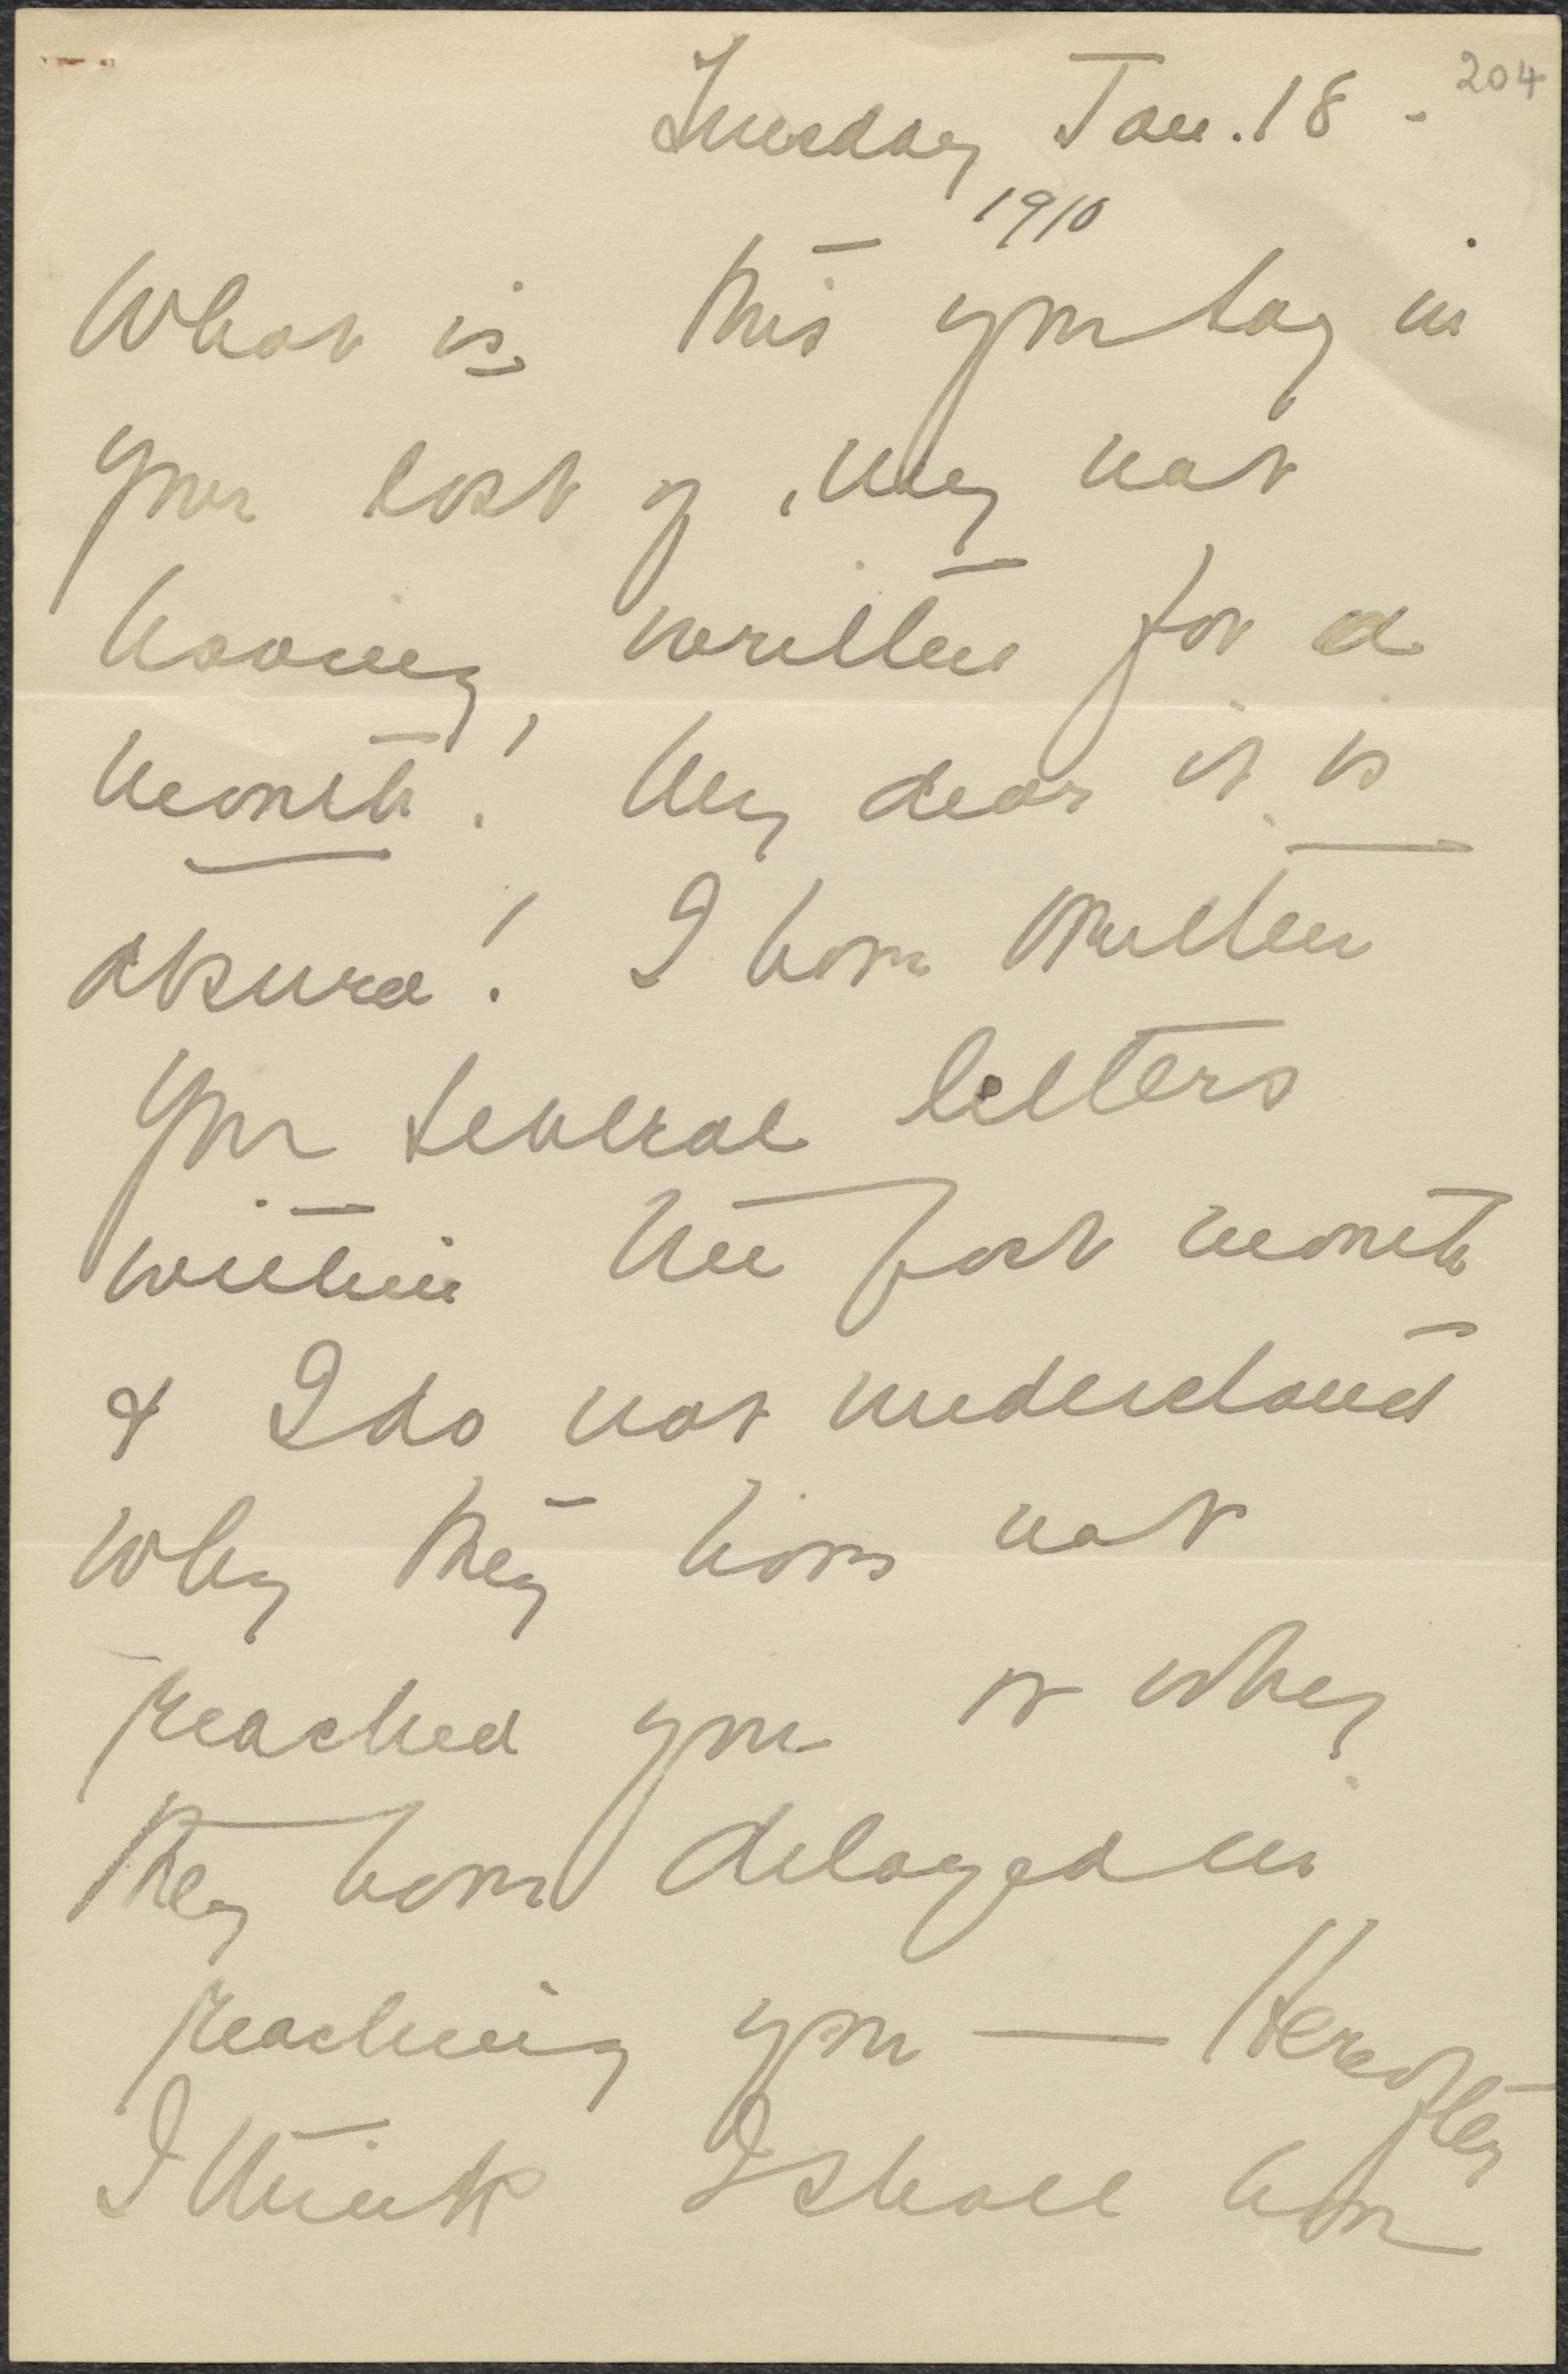 204
Tuesday Jan. 18 -
1910
What is this you say in
your last of my not
having written for a
month! My dear it is
absurd! I have written
you several letters
within the past month
& I do not understand
why they have not
reached you or why
they have delayed in
reaching you — Hereafter
I think I shall have